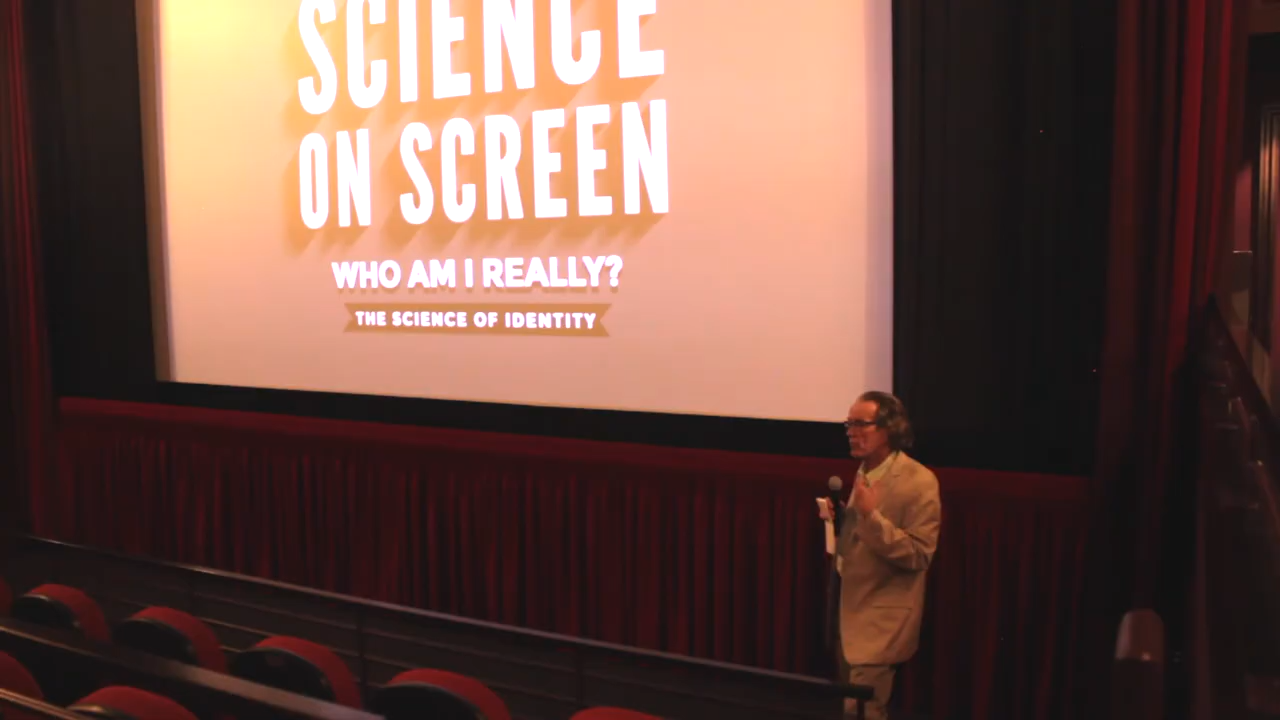 SCIENCE
ON SCREEN
WHO AM I REALLY?
THE SCIENCE OF IDENTITY